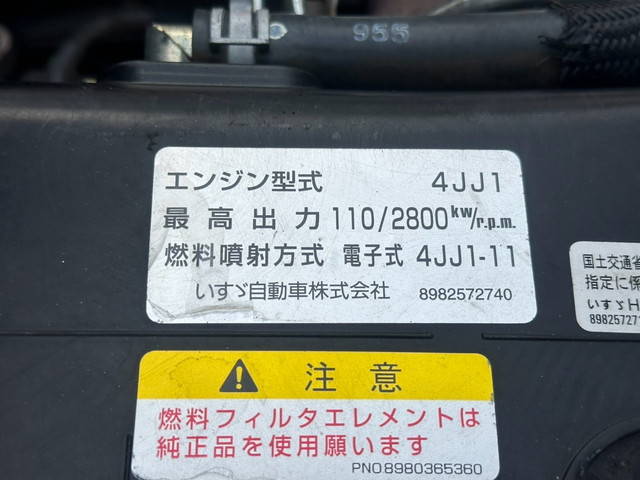 955
エンジン型式 4JJ1
最高出力 110/2800kw/r.p.m.
燃料噴射方式 電子式 4JJ1-11
いすゞ自動車株式会社 8982572740
国土交通省
指定に係
いすゞH
89825727
注意
燃料フィルタエレメントは
純正品を使用願います
PNO8980365360